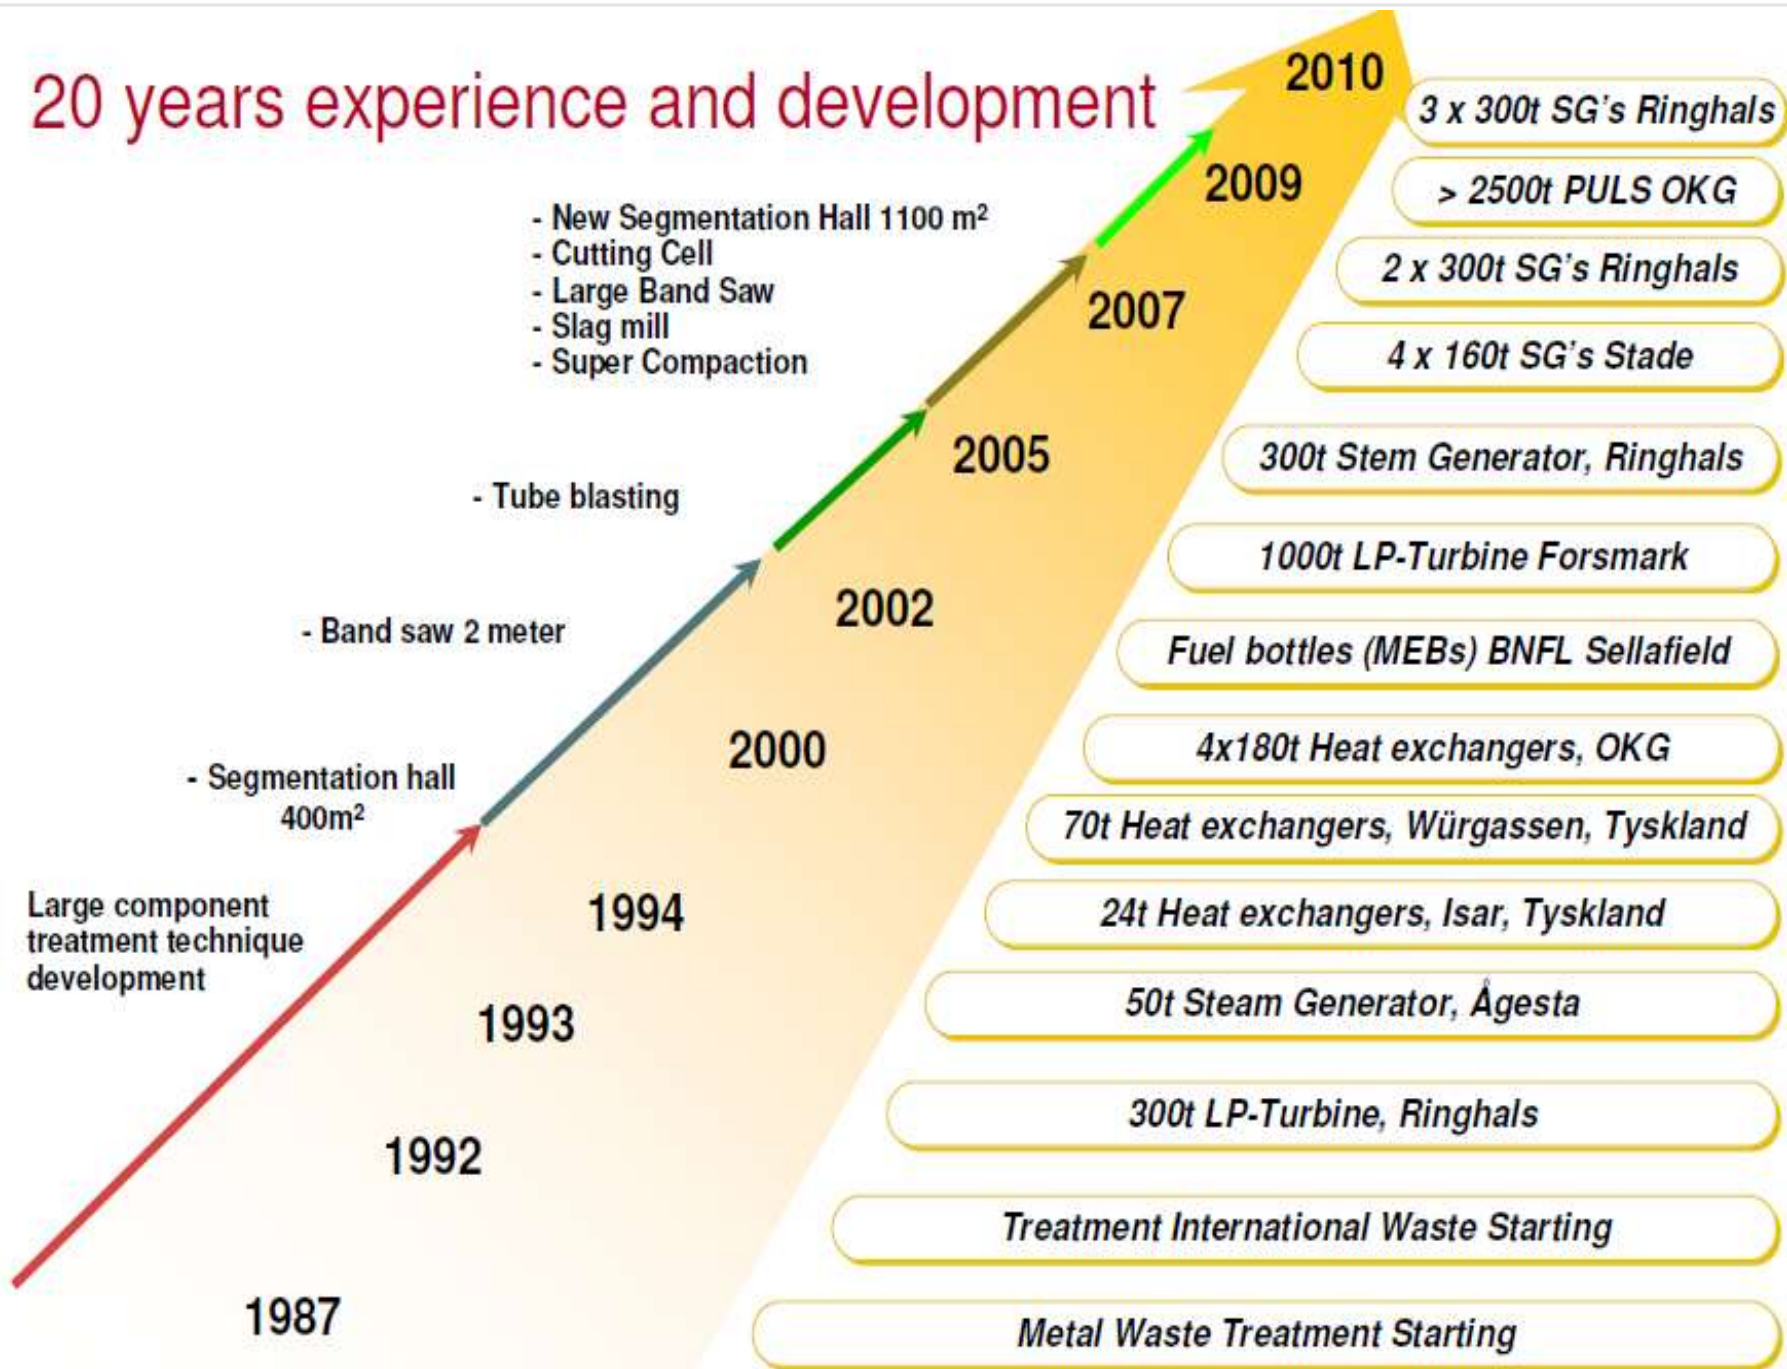 20 years experience and development
- New Segmentation Hall 1100 m²
- Cutting Cell
- Large Band Saw
- Slag mill
- Super Compaction
- Tube blasting
- Band saw 2 meter
- Segmentation hall
400m²
Large component
treatment technique
development
2010
2009
2007
2005
2002
2000
1994
1993
1992
1987
3 x 300t SG's Ringhals
> 2500t PULS OKG
2 x 300t SG's Ringhals
4 x 160t SG's Stade
300t Stem Generator, Ringhals
1000t LP-Turbine Forsmark
Fuel bottles (MEBs) BNFL Sellafield
4x180t Heat exchangers, OKG
70t Heat exchangers, Würgassen, Tyskland
24t Heat exchangers, Isar, Tyskland
50t Steam Generator, Ågesta
300t LP-Turbine, Ringhals
Treatment International Waste Starting
Metal Waste Treatment Starting